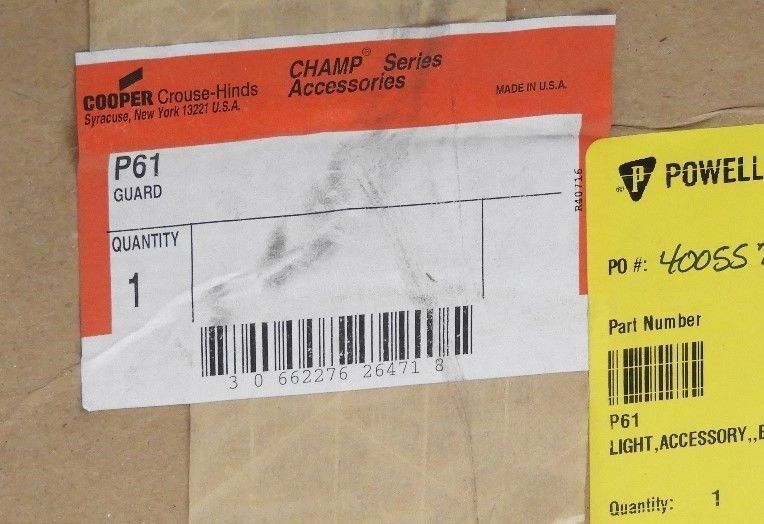 COOPER Crouse-Hinds
Syracuse, New York 13221 U.S.A.
CHAMP® Series
Accessories
MADE IN U.S.A.
P61
GUARD
R40716
QUANTITY
1
3 0 662276 26471 8
® P POWELL
PO #: 4005S
Part Number
P61
LIGHT,ACCESSORY,,E
Quantity: 1